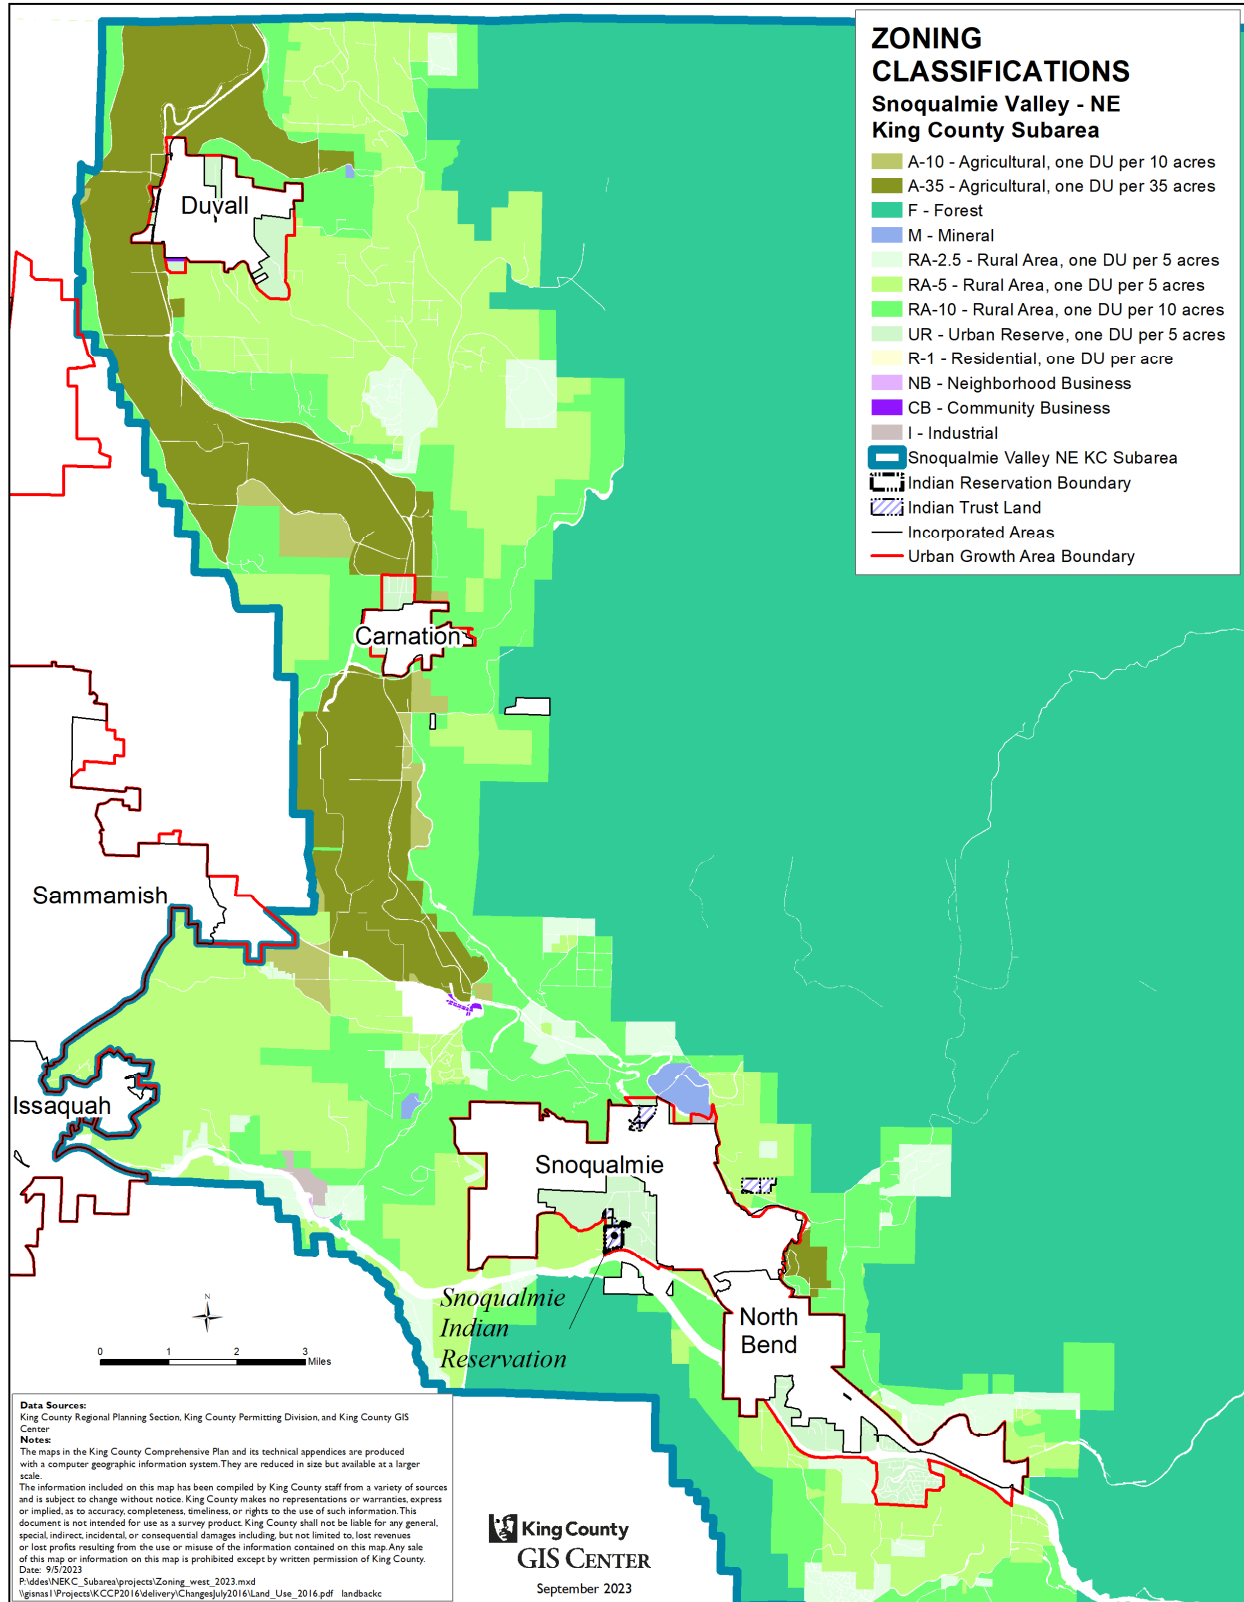 ZONING
CLASSIFICATIONS
Snoqualmie Valley - NE
King County Subarea
A-10 - Agricultural, one DU per 10 acres
A-35 - Agricultural, one DU per 35 acres
F - Forest
M - Mineral
RA-2.5 - Rural Area, one DU per 5 acres
RA-5 - Rural Area, one DU per 5 acres
RA-10 - Rural Area, one DU per 10 acres
UR - Urban Reserve, one DU per 5 acres
R-1 - Residential, one DU per acre
NB - Neighborhood Business
CB - Community Business
I - Industrial
Snoqualmie Valley NE KC Subarea
Indian Reservation Boundary
Indian Trust Land
Incorporated Areas
Urban Growth Area Boundary
Duvall
Carnation
Sammamish
Issaquah
Snoqualmie
Snoqualmie
Indian
Reservation
North
Bend
N
0 1 2 3
Miles
Data Sources:
King County Regional Planning Section, King County Permitting Division, and King County GIS
Center
Notes:
The maps in the King County Comprehensive Plan and its technical appendices are produced
with a computer geographic information system. They are reduced in size but available at a larger
scale.
The information included on this map has been compiled by King County staff from a variety of sources
and is subject to change without notice. King County makes no representations or warranties, express
or implied, as to accuracy, completeness, timeliness, or rights to the use of such information. This
document is not intended for use as a survey product. King County shall not be liable for any general,
special, indirect, incidental, or consequential damages including, but not limited to, lost revenues
or lost profits resulting from the use or misuse of the information contained on this map. Any sale
of this map or information on this map is prohibited except by written permission of King County.
Date: 9/5/2023
P:\ddes\NEKC_Subarea\projects\Zoning_west_2023.mxd
\\gisnas1\Projects\KCCP2016\delivery\ChangesJuly2016\Land_Use_2016.pdf landbackc
King County
GIS CENTER
September 2023